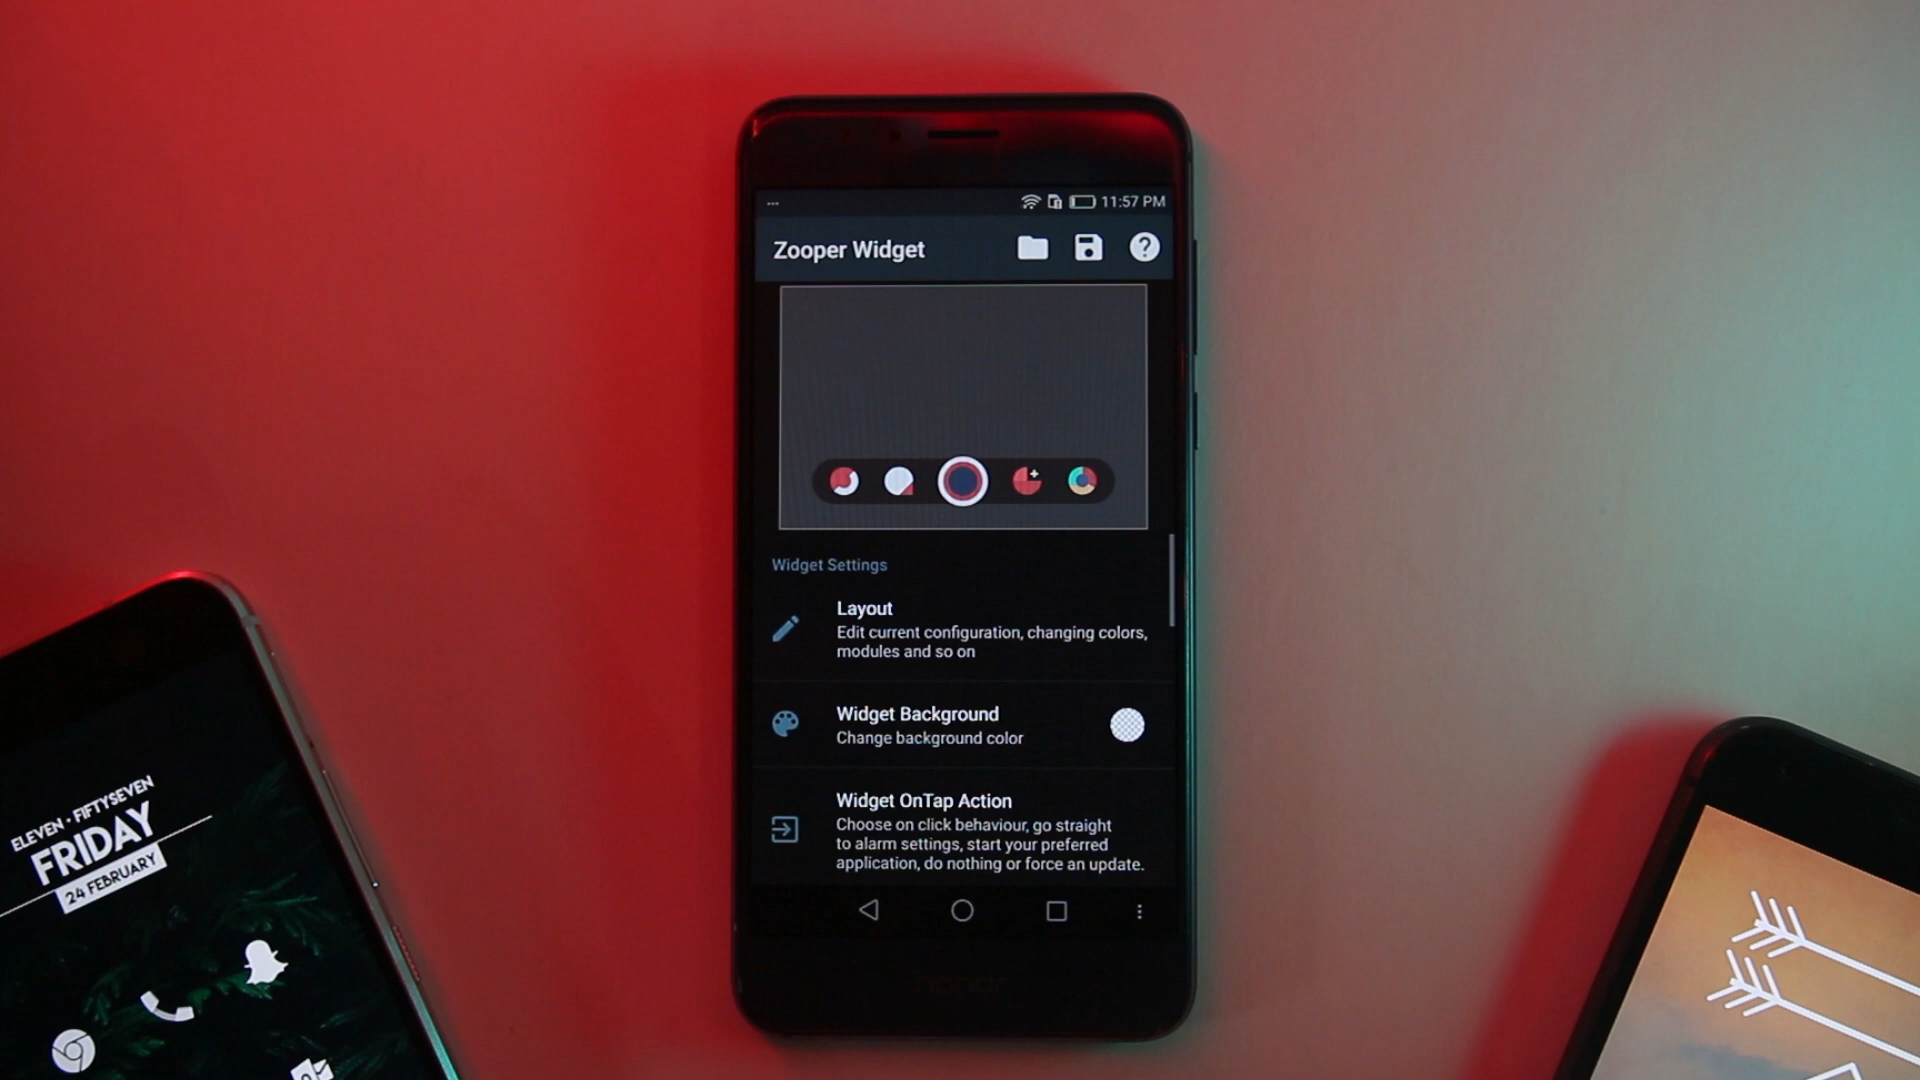 11:57 PM
Zooper Widget
Widget Settings
Layout
Edit current configuration, changing colors,
modules and so on
Widget Background
Change background color
Widget OnTap Action
Choose on click behaviour, go straight
to alarm settings, start your preferred
application, do nothing or force an update.
honor
ELEVEN · FIFTYSEVEN
FRIDAY
24 FEBRUARY